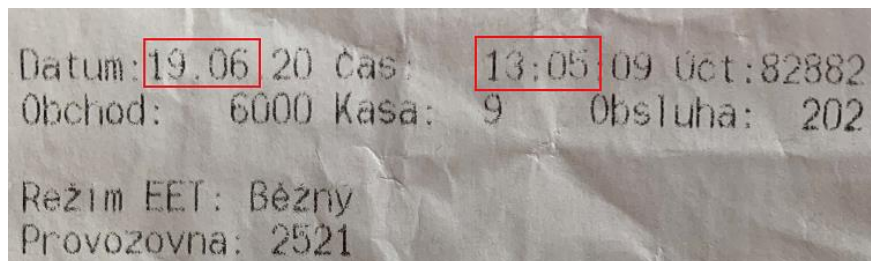 Datum:19.06.20 Čas: 13:05:09 Účt:82882
Obchod: 6000 Kasa: 9 Obsluha: 202
Režim EET: Běžný
Provozovna: 2521